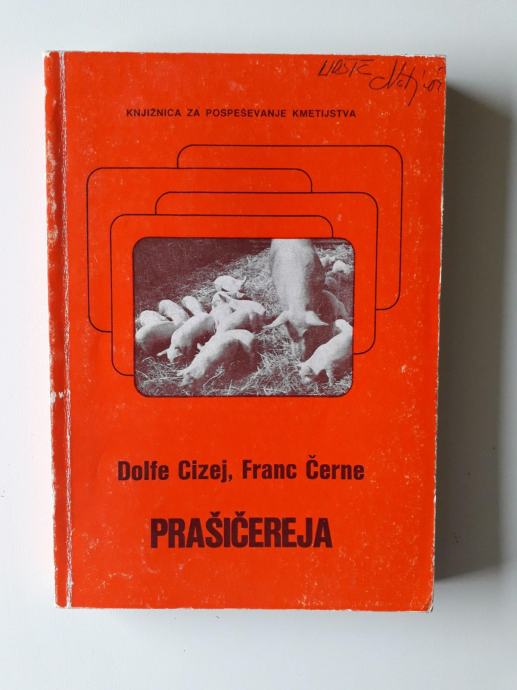 KNJIŽNICA ZA POSPEŠEVANJE KMETIJSTVA
Dolfe Cizej, Franc Černe
PRAŠIČEREJA